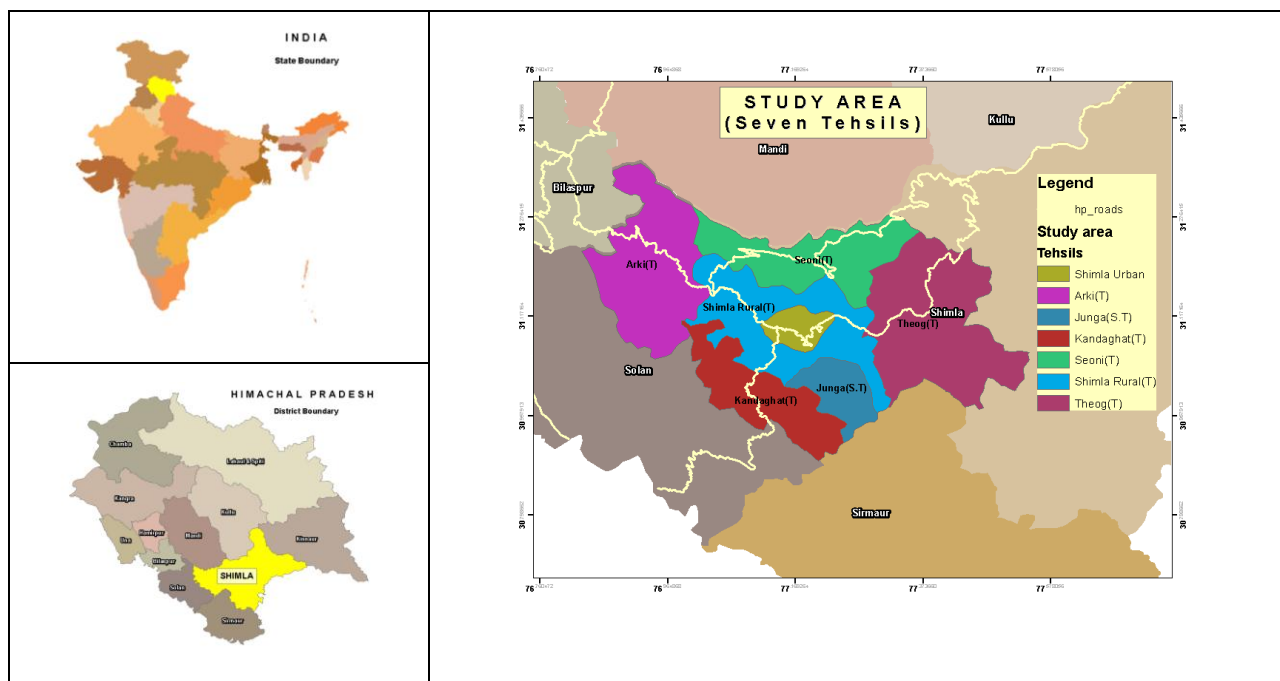 INDIA
State Boundary
HIMACHAL PRADESH
District Boundary
Chamba
Lahaul & Spiti
Kangra
Kullu
Hamirpur
Mandi
Una
Kinnaur
Bilaspur
SHIMLA
Solan
Sirmaur
STUDY AREA
(Seven Tehsils)
Kullu
Mandi
Bilaspur
Arki(T)
Seoni(T)
Shimla Rural(T)
Shimla
Theog(T)
Solan
Junga(S.T)
Kandaghat(T)
Sirmaur
Legend
hp_roads
Study area
Tehsils
Shimla Urban
Arki(T)
Junga(S.T)
Kandaghat(T)
Seoni(T)
Shimla Rural(T)
Theog(T)